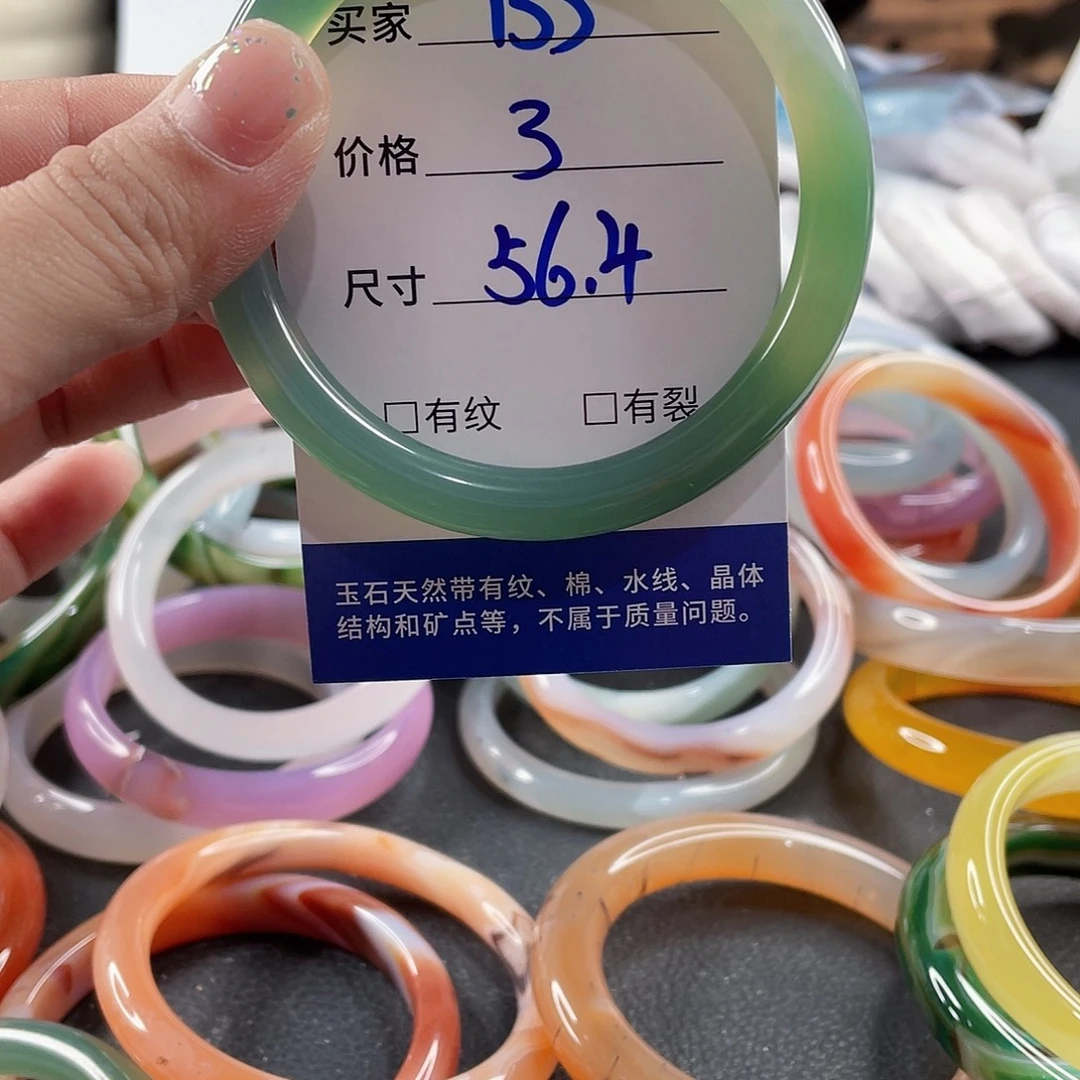 买家
价格 3
尺寸 56.4
□有纹 □有裂
玉石天然带有纹、棉、水线、晶体
结构和矿点等，不属于质量问题。